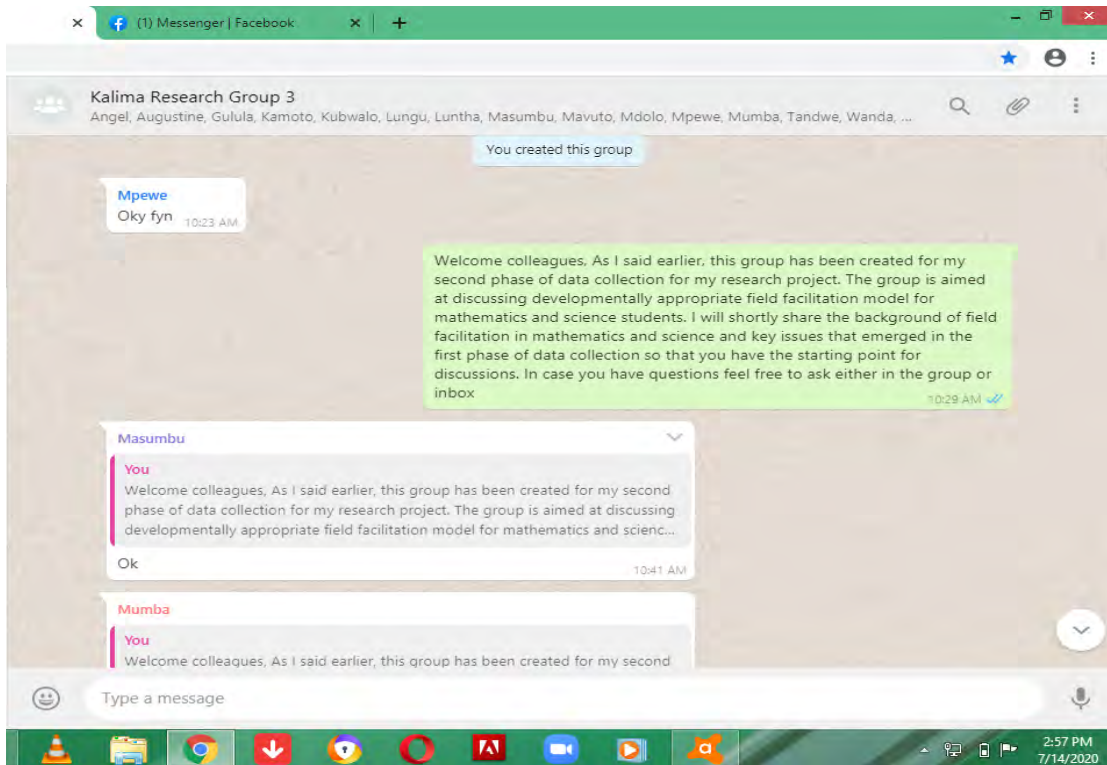 (1) Messenger | Facebook
Kalima Research Group 3
Angel, Augustine, Gulula, Kamoto, Kubwalo, Lungu, Luntha, Masumbu, Mavuto, Mdolo, Mpewe, Mumba, Tandwe, Wanda, ...
You created this group
Mpewe
Oky fyn 10:23 AM
Welcome colleagues, As I said earlier, this group has been created for my
second phase of data collection for my research project. The group is aimed
at discussing developmentally appropriate field facilitation model for
mathematics and science students. I will shortly share the background of field
facilitation in mathematics and science and key issues that emerged in the
first phase of data collection so that you have the starting point for
discussions. In case you have questions feel free to ask either in the group or
inbox
10:29 AM
Masumbu
You
Welcome colleagues, As I said earlier, this group has been created for my second
phase of data collection for my research project. The group is aimed at discussing
developmentally appropriate field facilitation model for mathematics and scienc...
Ok
10:41 AM
Mumba
You
Welcome colleagues, As I said earlier, this group has been created for my second
Type a message
2:57 PM
7/14/2020